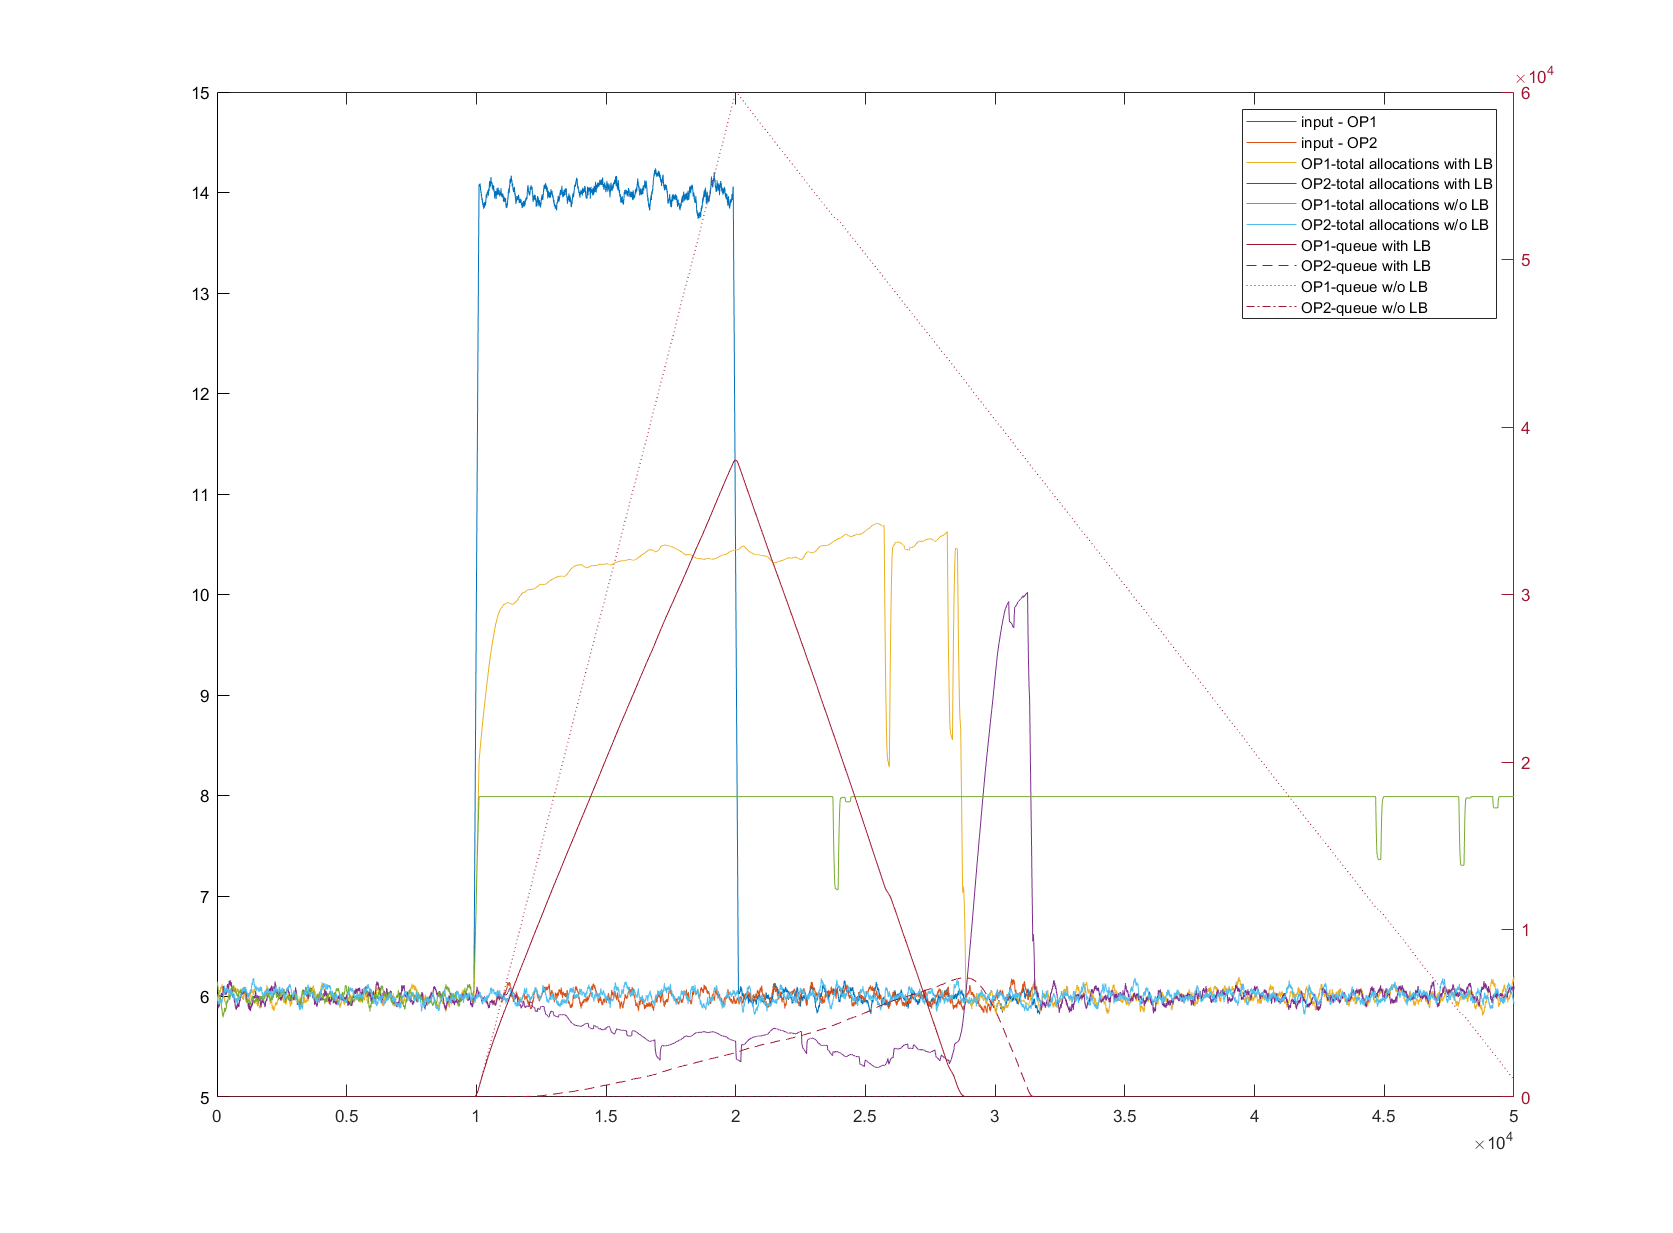 ×10⁴
15
14
13
12
11
10
9
8
7
6
5
6
5
4
3
2
1
0
input - OP1
input - OP2
OP1-total allocations with LB
OP2-total allocations with LB
OP1-total allocations w/o LB
OP2-total allocations w/o LB
OP1-queue with LB
OP2-queue with LB
OP1-queue w/o LB
OP2-queue w/o LB
0 0.5 1 1.5 2 2.5 3 3.5 4 4.5 5
×10⁴